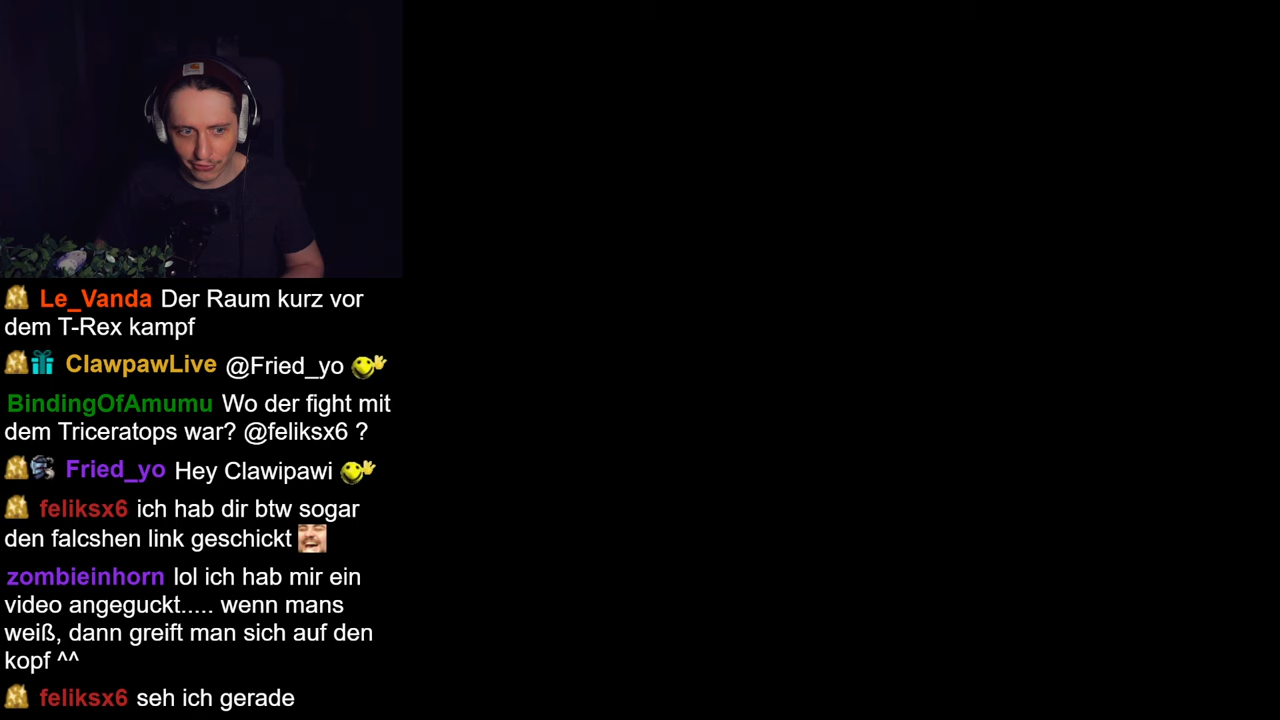 Le_Vanda Der Raum kurz vor
dem T-Rex kampf
ClawpawLive @Fried_yo
BindingOfAmumu Wo der fight mit
dem Triceratops war? @feliksx6 ?
Fried_yo Hey Clawipawi
feliksx6 ich hab dir btw sogar
den falcshen link geschickt
zombieinhorn lol ich hab mir ein
video angeguckt..... wenn mans
weiß, dann greift man sich auf den
kopf ^^
feliksx6 seh ich gerade